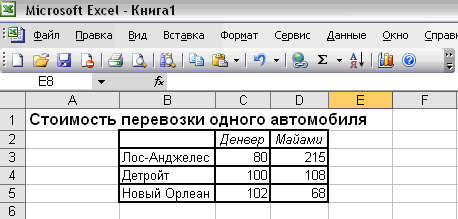 Microsoft Excel - Книга1
Файл Правка Вид Вставка Формат Сервис Данные Окно Справ
E8 fx
A B C D E F
1 Стоимость перевозки одного автомобиля
2 Денвер Майами
3 Лос-Анджелес 80 215
4 Детройт 100 108
5 Новый Орлеан 102 68
6